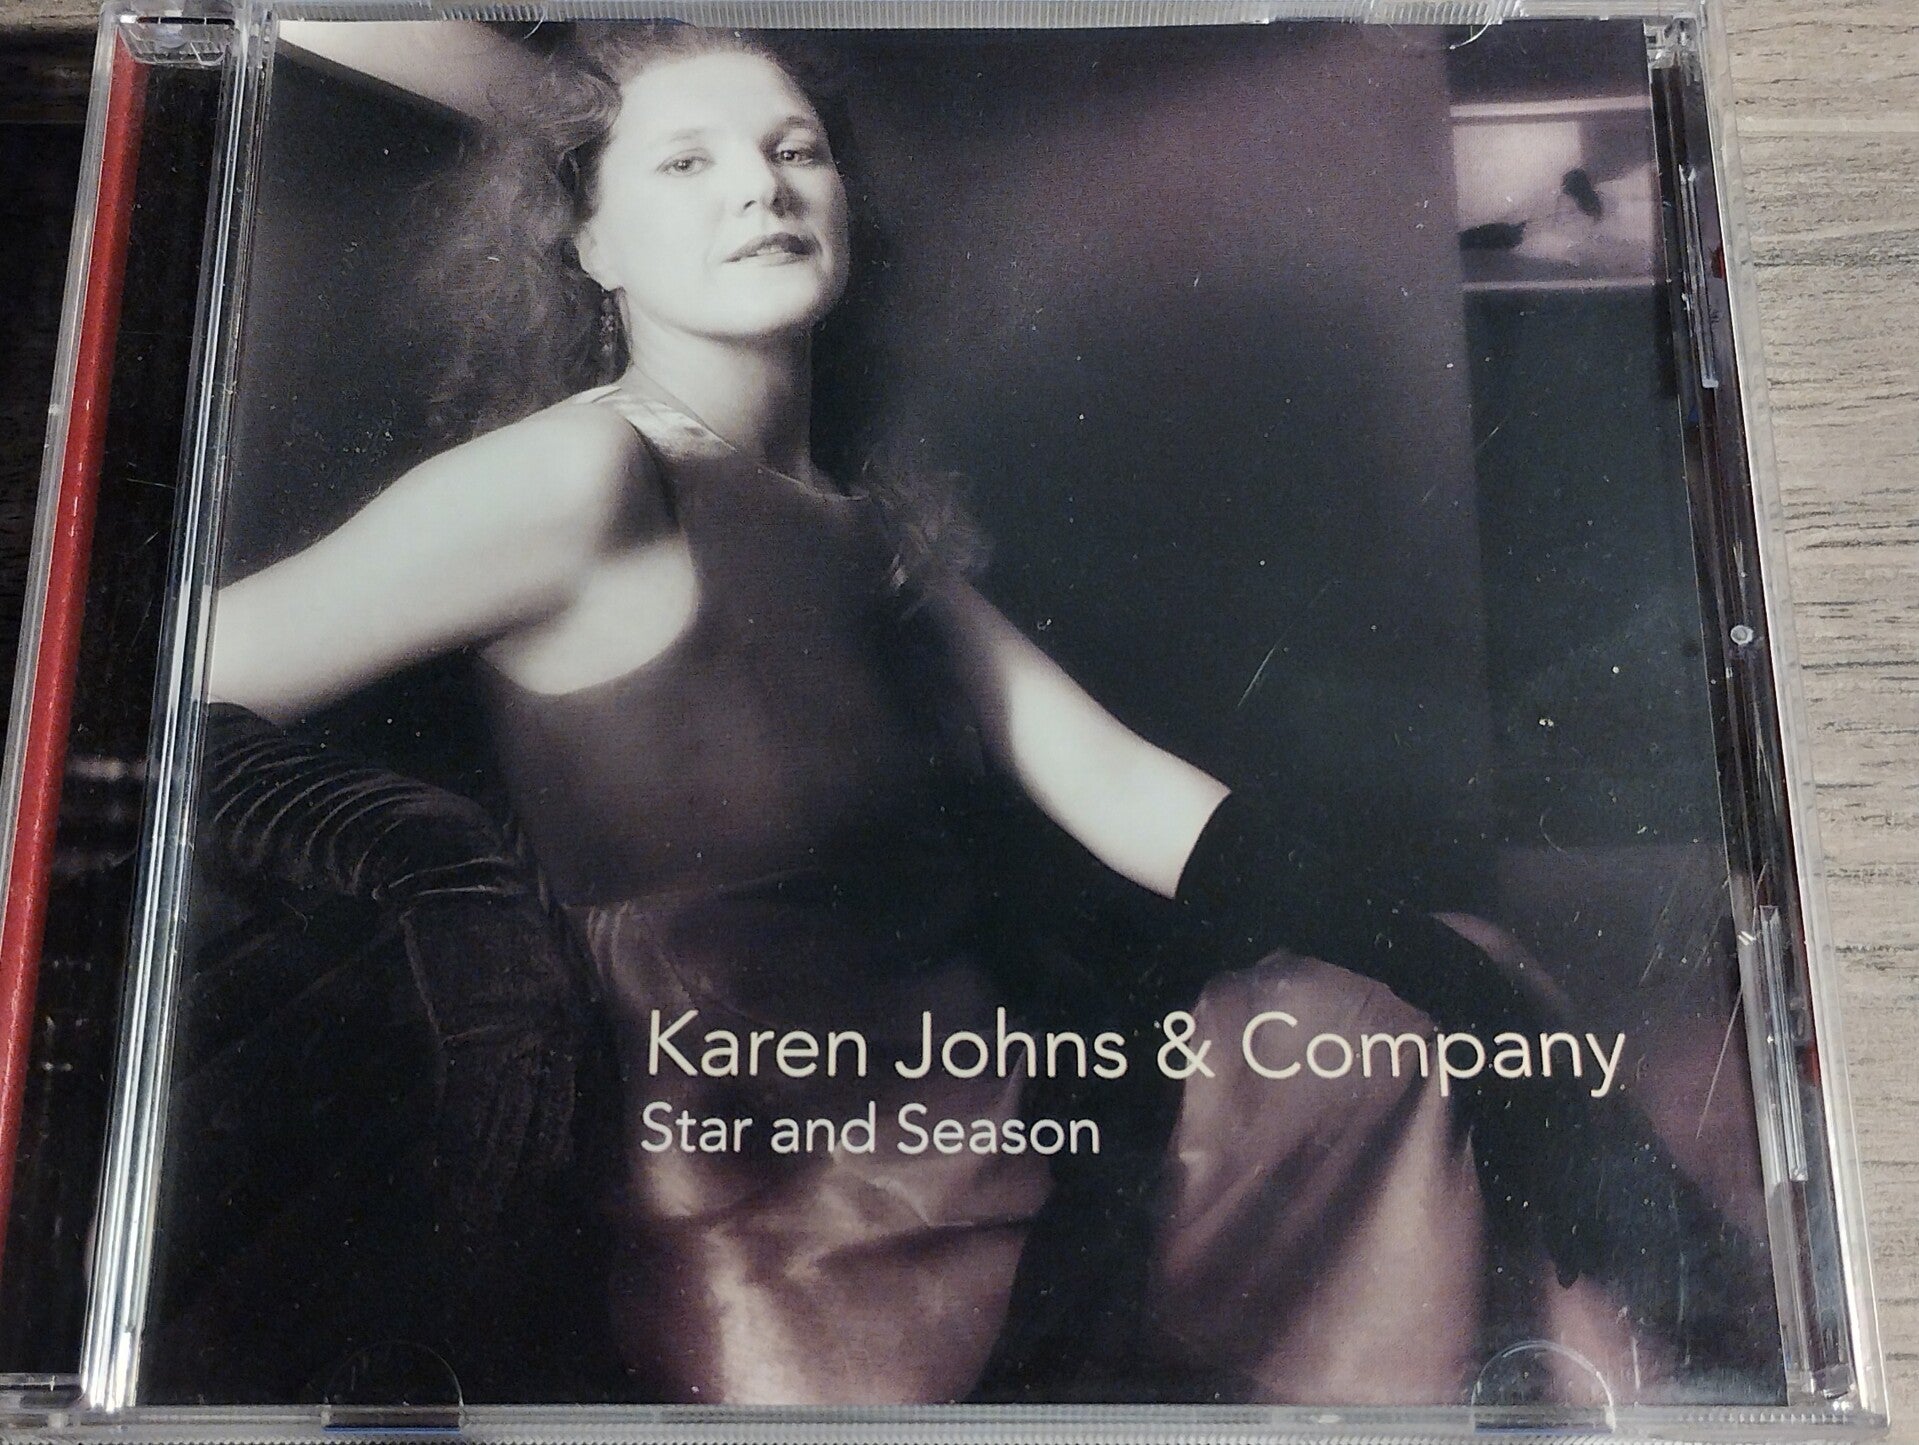 Karen Johns & Company
Star and Season